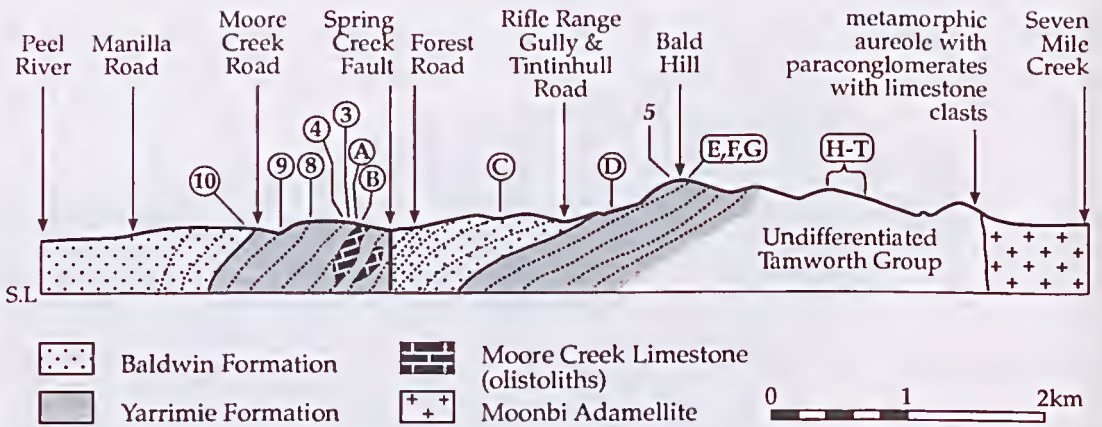 Peel
River
Manilla
Road
Moore
Creek
Road
Spring
Creek
Fault
Forest
Road
Rifle Range
Gully &
Tintinhull
Road
Bald
Hill
metamorphic
aureole with
paraconglomerates
with limestone
clasts
Seven
Mile
Creek
10
9
8
4
3
A
B
C
D
5
E,F,G
H-T
Undifferentiated
Tamworth Group
S.L
Baldwin Formation
Yarrimie Formation
Moore Creek Limestone
(olistoliths)
Moonbi Adamellite
0 1 2km